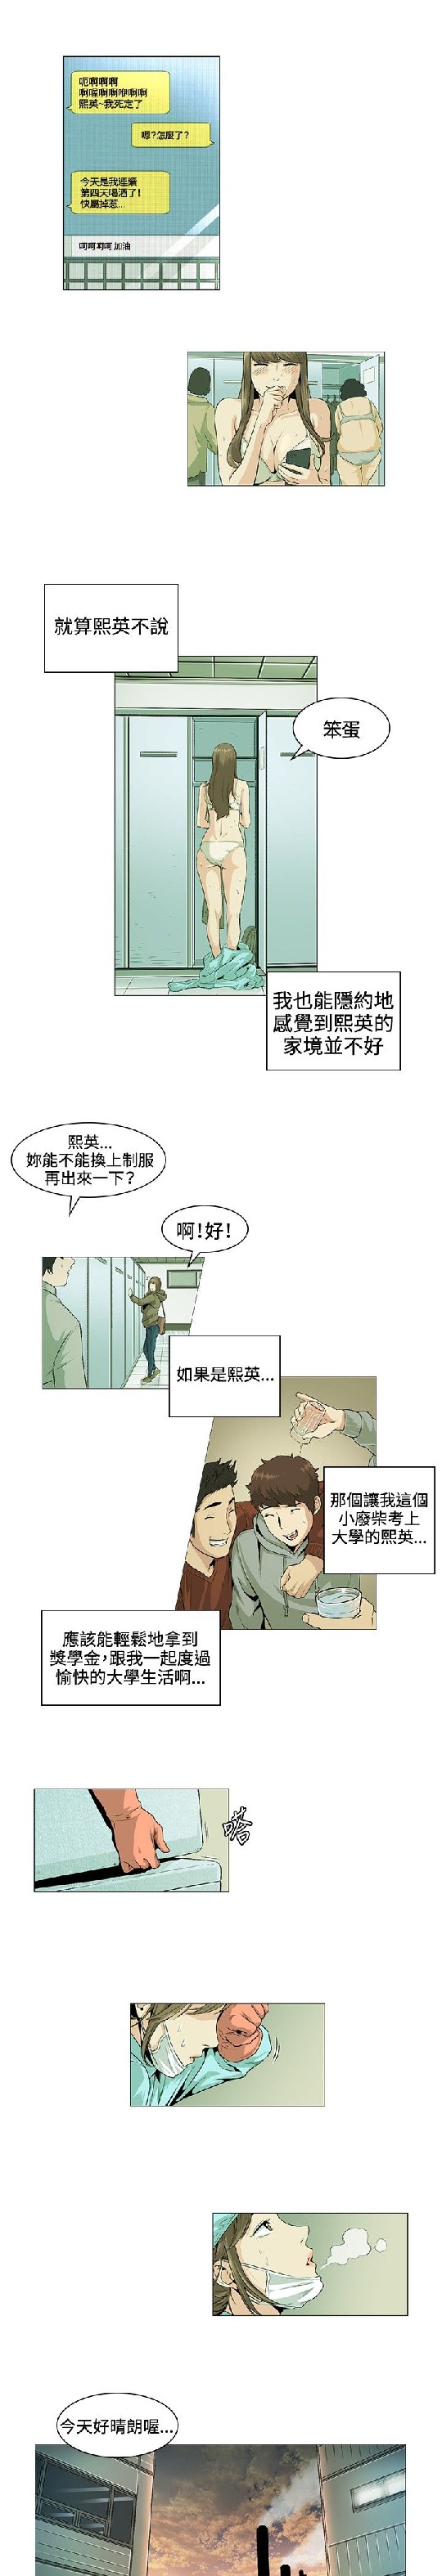 呃啊啊啊
啊喔啊啊咿啊啊
熙英~我死定了
嗯?怎麼了?
今天是我連續
第四天喝酒了!
快屬掉惹...
呵呵呵呵 加油
就算熙英不說
笨蛋
我也能隱約地
感覺到熙英的
家境並不好
熙英...
妳能不能換上制服
再出來一下?
啊!好!
如果是熙英...
那個讓我這個
小廢柴考上
大學的熙英...
應該能輕鬆地拿到
獎學金,跟我一起度過
愉快的大學生活啊...
嗒
今天好晴朗喔...